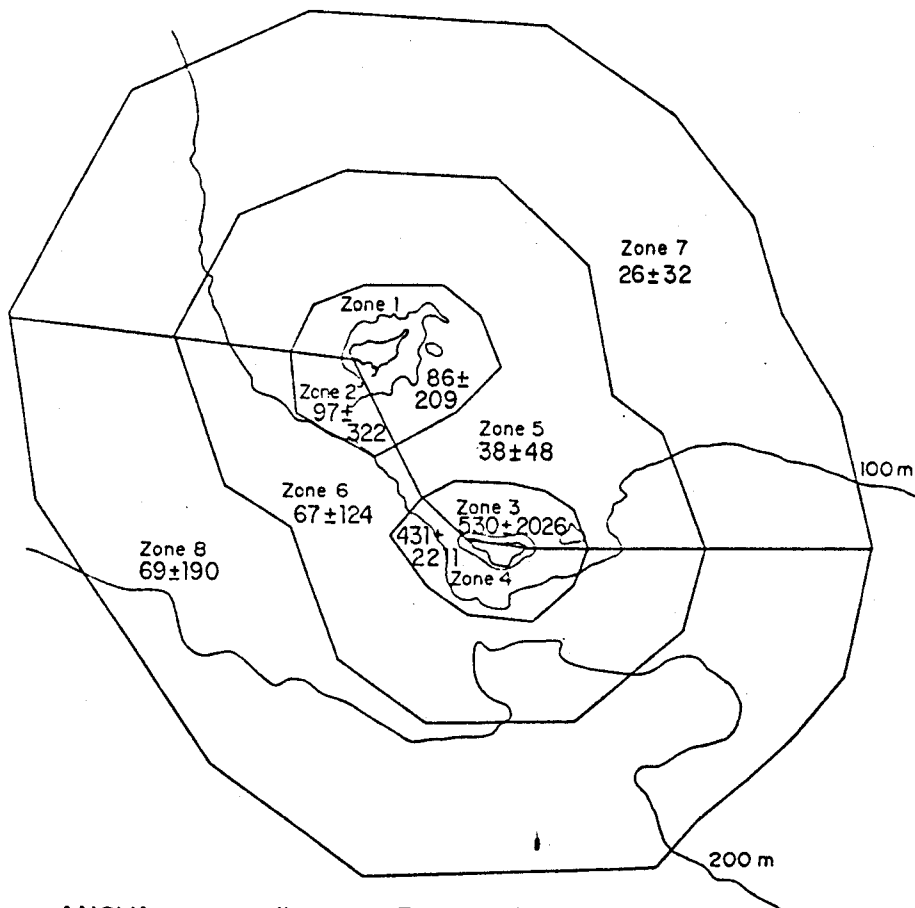 Zone 7
26±32
Zone 1
86±
209
Zone 2
97±
322
Zone 5
38±48
100 m
Zone 6
67±124
Zone 3
530±2026
431±
2211
Zone 4
Zone 8
69±190
200 m